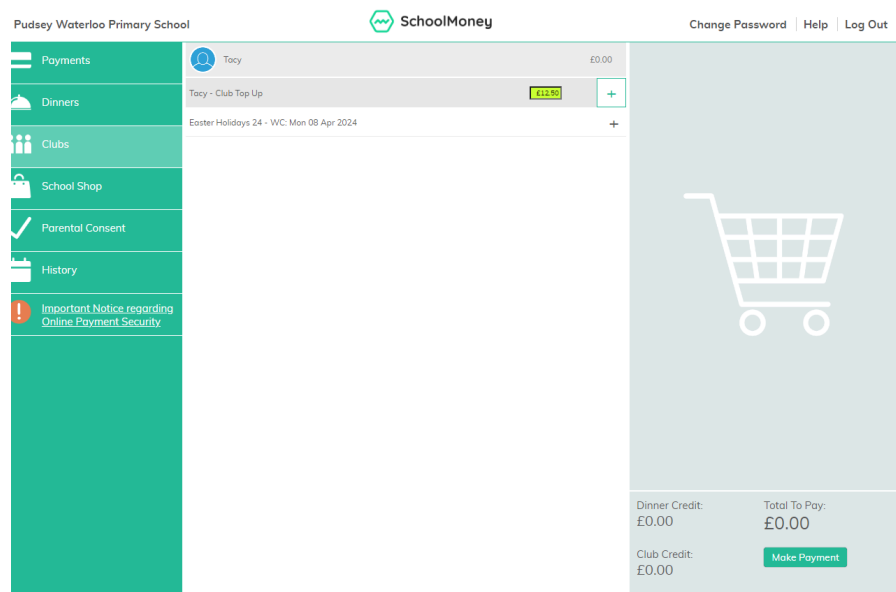 Pudsey Waterloo Primary School
SchoolMoney
Change Password
Help
Log Out
Payments
Dinners
Clubs
School Shop
Parental Consent
History
Important Notice regarding
Online Payment Security
Tacy
£0.00
Tacy - Club Top Up
£12.50
+
Easter Holidays 24 - WC: Mon 08 Apr 2024
+
Dinner Credit:
£0.00
Total To Pay:
£0.00
Club Credit:
£0.00
Make Payment